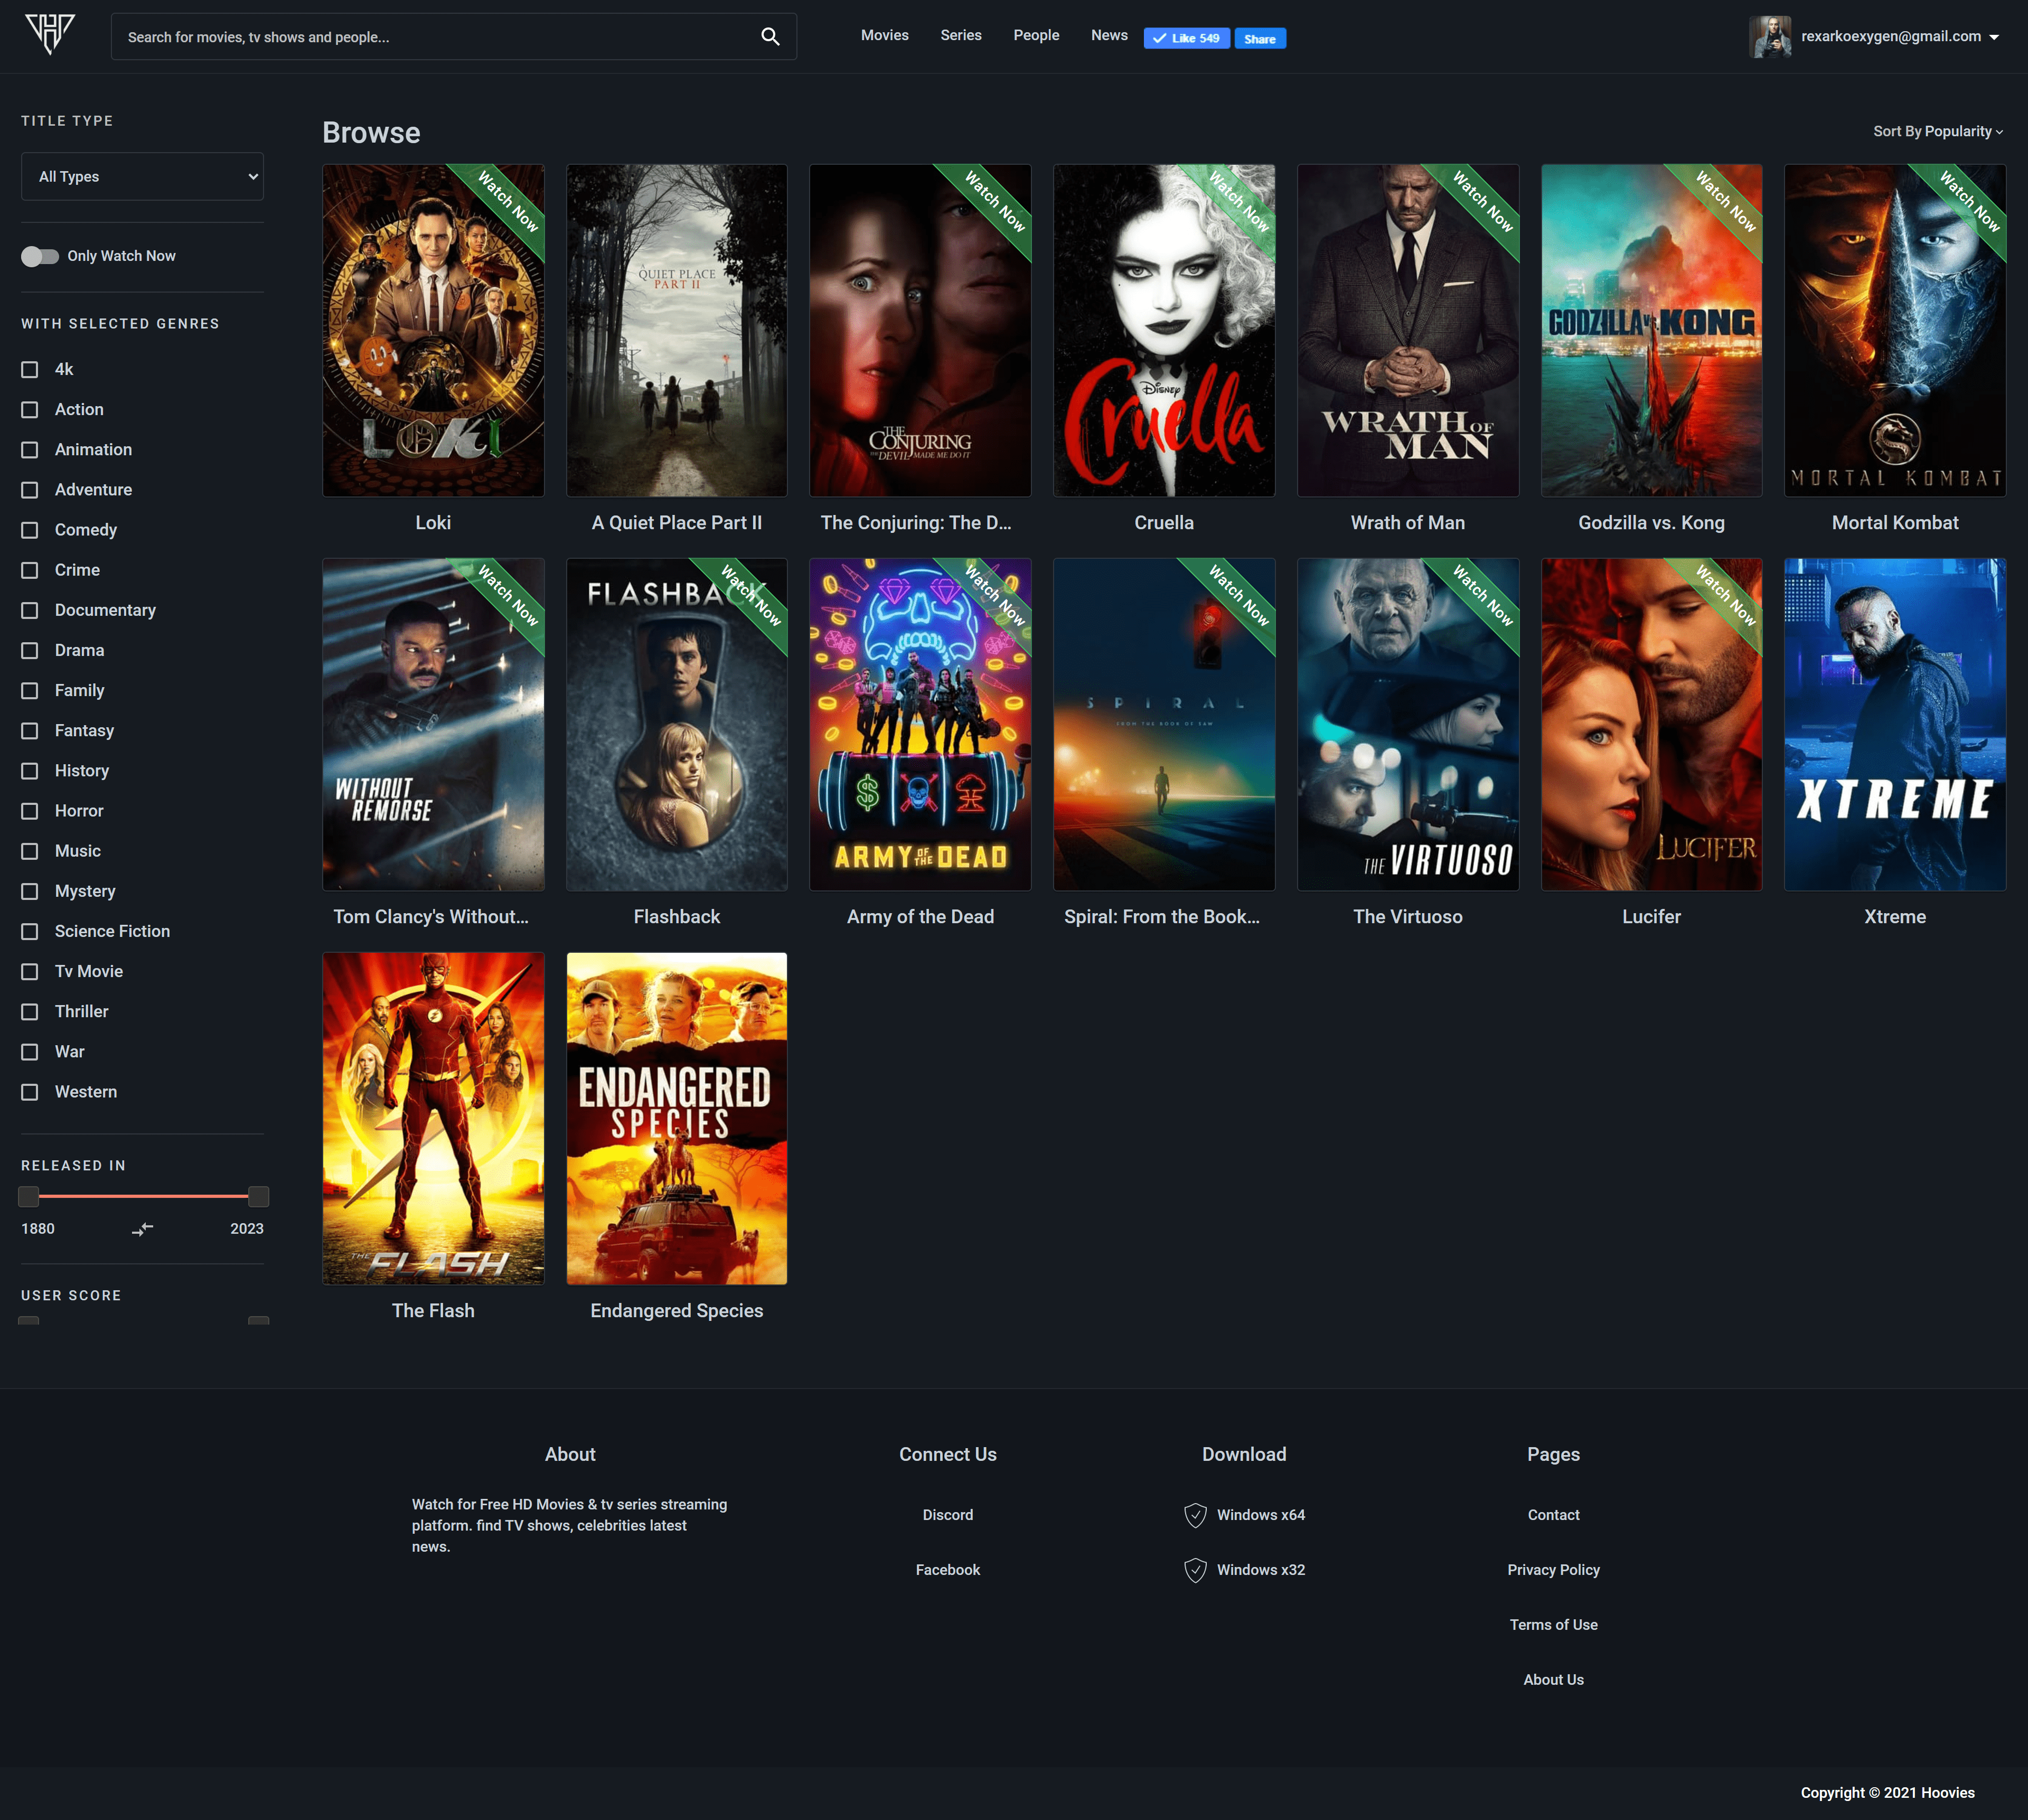 Search for movies, tv shows and people...
Movies
Series
People
News
Like 549
Share
rexarkoexygen@gmail.com
TITLE TYPE
All Types
Only Watch Now
WITH SELECTED GENRES
4k
Action
Animation
Adventure
Comedy
Crime
Documentary
Drama
Family
Fantasy
History
Horror
Music
Mystery
Science Fiction
Tv Movie
Thriller
War
Western
RELEASED IN
1880
2023
USER SCORE
Browse
Sort By Popularity
Watch Now
LOKI
Loki
A QUIET PLACE
PART II
A Quiet Place Part II
Watch Now
THE
CONJURING
THE DEVIL MADE ME DO IT
The Conjuring: The D...
Watch Now
DISNEY
Cruella
Cruella
Watch Now
WRATH OF
MAN
Wrath of Man
Watch Now
GODZILLA vs. KONG
Godzilla vs. Kong
Watch Now
MORTAL KOMBAT
Mortal Kombat
Watch Now
WITHOUT
REMORSE
Tom Clancy's Without...
Watch Now
FLASHBACK
Flashback
Watch Now
ARMY OF THE DEAD
Army of the Dead
Watch Now
SPIRAL
FROM THE BOOK OF SAW
Spiral: From the Book...
Watch Now
THE VIRTUOSO
The Virtuoso
Watch Now
LUCIFER
Lucifer
XTREME
Xtreme
THE
FLASH
The Flash
ENDANGERED
SPECIES
Endangered Species
About
Watch for Free HD Movies & tv series streaming
platform. find TV shows, celebrities latest
news.
Connect Us
Discord
Facebook
Download
Windows x64
Windows x32
Pages
Contact
Privacy Policy
Terms of Use
About Us
Copyright © 2021 Hoovies